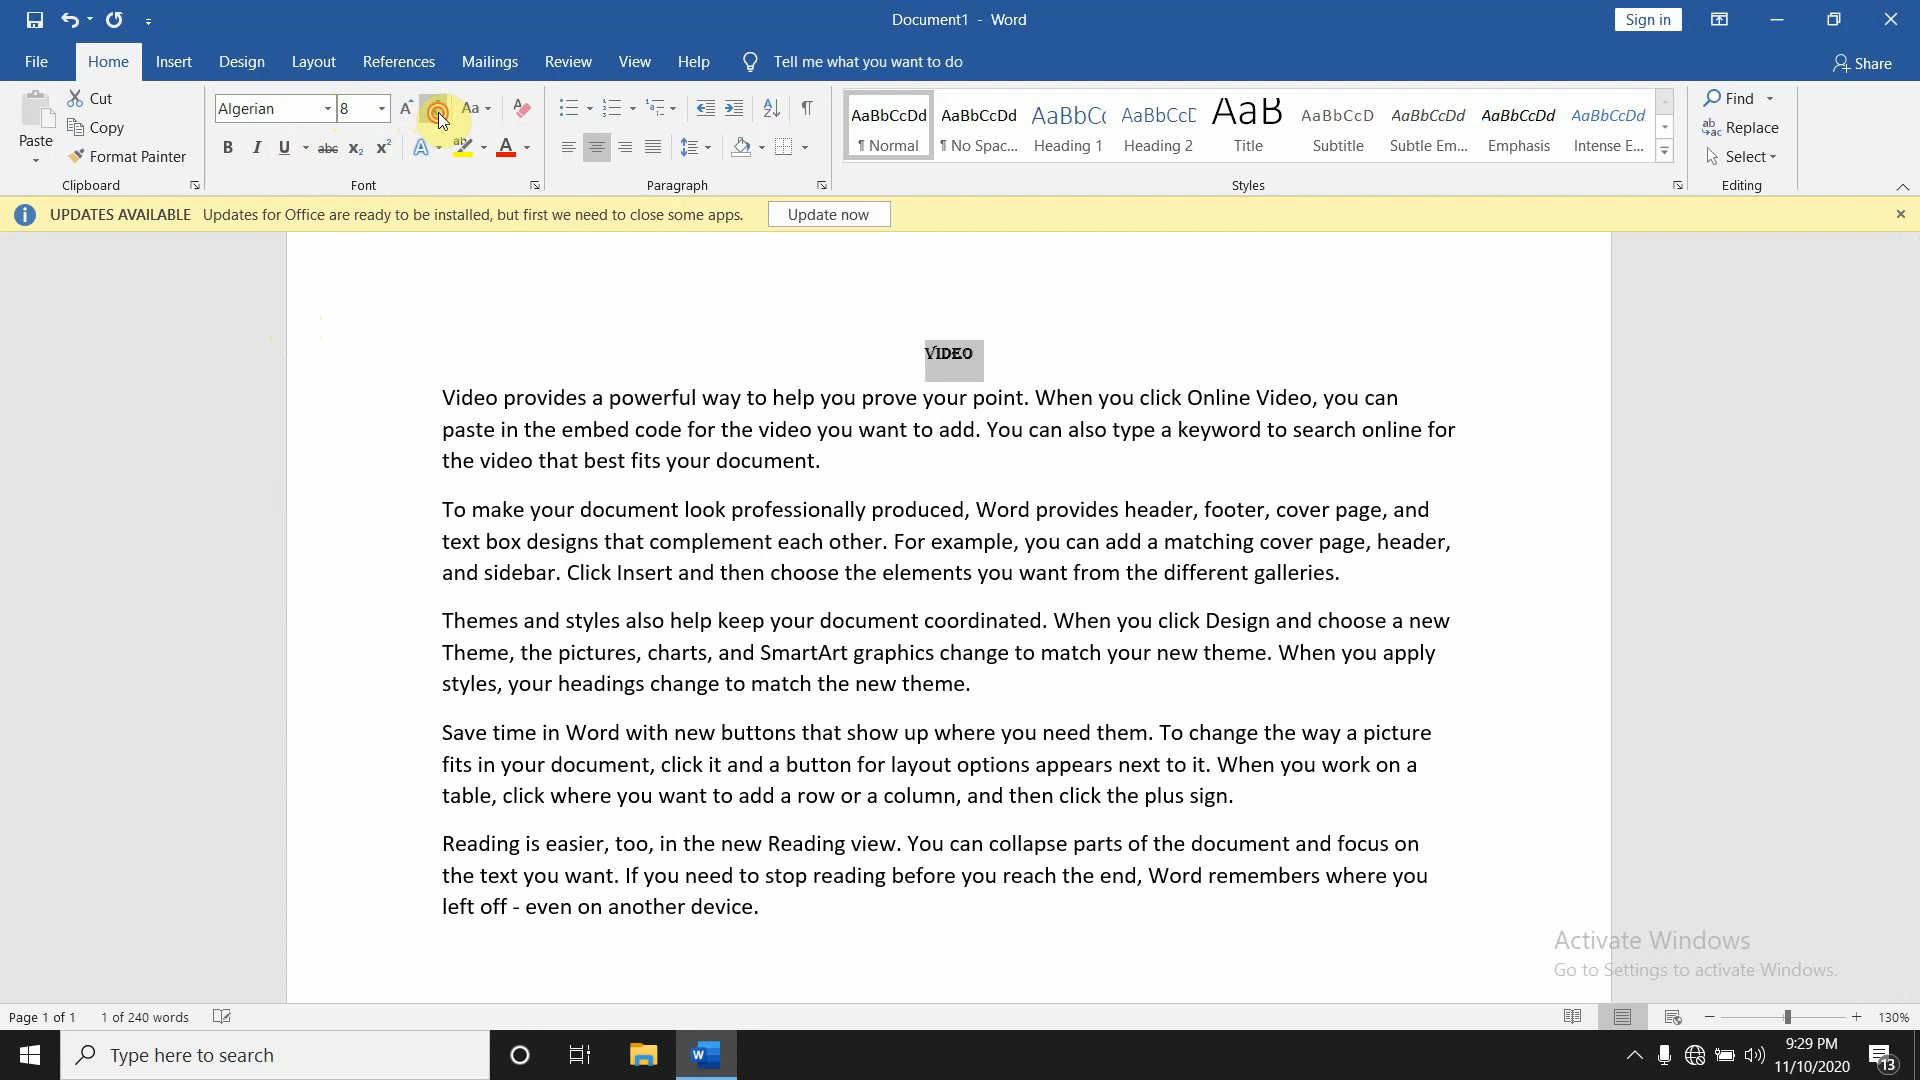 Document1 - Word
Sign in
File Home Insert Design Layout References Mailings Review View Help Tell me what you want to do
Share
Paste
Cut
Copy
Format Painter
Clipboard
Algerian 8 A A Aa
B I U abc x2 x2 A ab A
Font
Paragraph
AaBbCcDd
¶ Normal
AaBbCcDd
¶ No Spac...
AaBbCc
Heading 1
AaBbCcC
Heading 2
AaB
Title
AaBbCcD
Subtitle
AaBbCcDd
Subtle Em...
AaBbCcDd
Emphasis
AaBbCcDd
Intense E...
Styles
Find
Replace
Select
Editing
UPDATES AVAILABLE Updates for Office are ready to be installed, but first we need to close some apps. Update now
VIDEO
Video provides a powerful way to help you prove your point. When you click Online Video, you can
paste in the embed code for the video you want to add. You can also type a keyword to search online for
the video that best fits your document.
To make your document look professionally produced, Word provides header, footer, cover page, and
text box designs that complement each other. For example, you can add a matching cover page, header,
and sidebar. Click Insert and then choose the elements you want from the different galleries.
Themes and styles also help keep your document coordinated. When you click Design and choose a new
Theme, the pictures, charts, and SmartArt graphics change to match your new theme. When you apply
styles, your headings change to match the new theme.
Save time in Word with new buttons that show up where you need them. To change the way a picture
fits in your document, click it and a button for layout options appears next to it. When you work on a
table, click where you want to add a row or a column, and then click the plus sign.
Reading is easier, too, in the new Reading view. You can collapse parts of the document and focus on
the text you want. If you need to stop reading before you reach the end, Word remembers where you
left off - even on another device.
Activate Windows
Go to Settings to activate Windows.
Page 1 of 1 1 of 240 words
130%
Type here to search
9:29 PM
11/10/2020
13